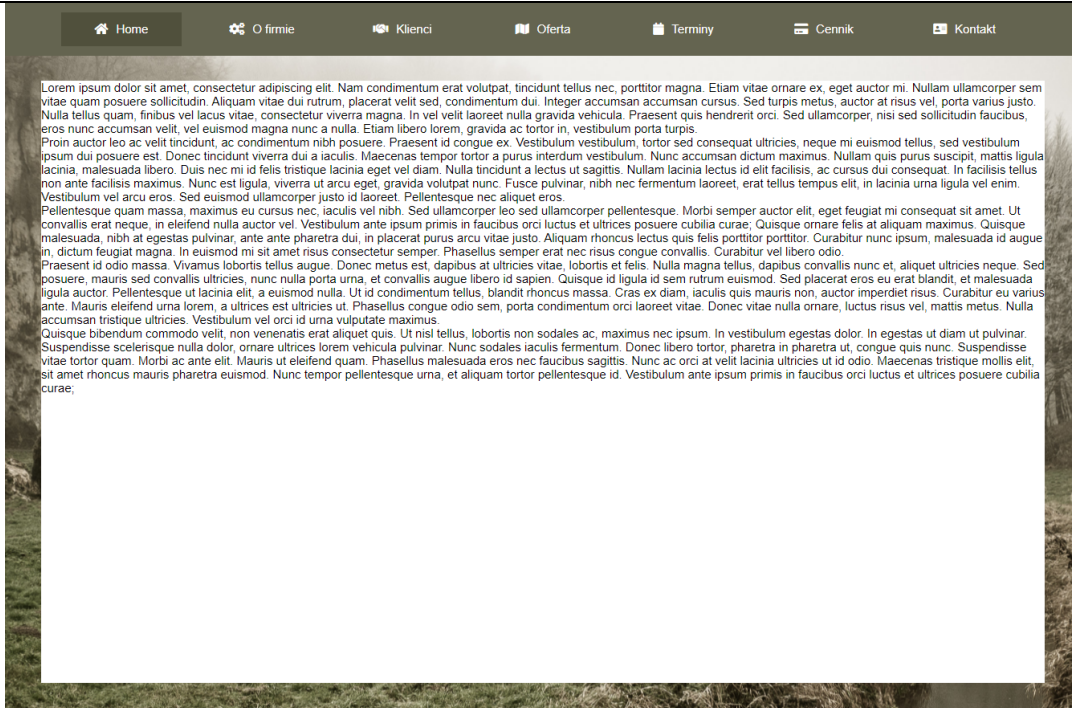 Home O firmie Klienci Oferta Terminy Cennik Kontakt
Lorem ipsum dolor sit amet, consectetur adipiscing elit. Nam condimentum erat volutpat, tincidunt tellus nec, porttitor magna. Etiam vitae ornare ex, eget auctor mi. Nullam ullamcorper sem
vitae quam posuere sollicitudin. Aliquam vitae dui rutrum, placerat velit sed, condimentum dui. Integer accumsan accumsan cursus. Sed turpis metus, auctor at risus vel, porta varius justo.
Nulla tellus quam, finibus vel lacus vitae, consectetur viverra magna. In vel velit laoreet nulla gravida vehicula. Praesent quis hendrerit orci. Sed ullamcorper, nisi sed sollicitudin faucibus,
eros nunc accumsan velit, vel euismod magna nunc a nulla. Etiam libero lorem, gravida ac tortor in, vestibulum porta turpis.
Proin auctor leo ac velit tincidunt, ac condimentum nibh posuere. Praesent id congue ex. Vestibulum vestibulum, tortor sed consequat ultricies, neque mi euismod tellus, sed vestibulum
ipsum dui posuere est. Donec tincidunt viverra dui a iaculis. Maecenas tempor tortor a purus interdum vestibulum. Nunc accumsan dictum maximus. Nullam quis purus suscipit, mattis ligula
lacinia, malesuada libero. Duis nec mi id felis tristique lacinia eget vel diam. Nulla tincidunt a lectus ut sagittis. Nullam lacinia lectus id elit facilisis, ac cursus dui consequat. In facilisis tellus
non ante facilisis maximus. Nunc est ligula, viverra ut arcu eget, gravida volutpat nunc. Fusce pulvinar, nibh nec fermentum laoreet, erat tellus tempus elit, in lacinia urna ligula vel enim.
Vestibulum vel arcu eros. Sed euismod ullamcorper justo id laoreet. Pellentesque nec aliquet eros.
Pellentesque quam massa, maximus eu cursus nec, iaculis vel nibh. Sed ullamcorper leo sed ullamcorper pellentesque. Morbi semper auctor elit, eget feugiat mi consequat sit amet. Ut
convallis erat neque, in eleifend nulla auctor vel. Vestibulum ante ipsum primis in faucibus orci luctus et ultrices posuere cubilia curae; Quisque ornare felis at aliquam maximus. Quisque
malesuada, nibh at egestas pulvinar, ante ante pharetra dui, in placerat purus arcu vitae justo. Aliquam rhoncus lectus quis felis porttitor porttitor. Curabitur nunc ipsum, malesuada id augue
in, dictum feugiat magna. In euismod mi sit amet risus consectetur semper. Phasellus semper erat nec risus congue convallis. Curabitur vel libero odio.
Praesent id odio massa. Vivamus lobortis tellus augue. Donec metus est, dapibus at ultricies vitae, lobortis et felis. Nulla magna tellus, dapibus convallis nunc et, aliquet ultricies neque. Sed
posuere, mauris sed convallis ultricies, nunc nulla porta urna, et convallis augue libero id sapien. Quisque id ligula id sem rutrum euismod. Sed placerat eros eu erat blandit, et malesuada
ligula auctor. Pellentesque ut lacinia elit, a euismod nulla. Ut id condimentum tellus, blandit rhoncus massa. Cras ex diam, iaculis quis mauris non, auctor imperdiet risus. Curabitur eu varius
ante. Mauris eleifend urna lorem, a ultrices est ultricies ut. Phasellus congue odio sem, porta condimentum orci laoreet vitae. Donec vitae nulla ornare, luctus risus vel, mattis metus. Nulla
accumsan tristique ultricies. Vestibulum vel orci id urna vulputate maximus.
Quisque bibendum commodo velit, non venenatis erat aliquet quis. Ut nisl tellus, lobortis non sodales ac, maximus nec ipsum. In vestibulum egestas dolor. In egestas ut diam ut pulvinar.
Suspendisse scelerisque nulla dolor, ornare ultrices lorem vehicula pulvinar. Nunc sodales iaculis fermentum. Donec libero tortor, pharetra in pharetra ut, congue quis nunc. Suspendisse
vitae tortor quam. Morbi ac ante elit. Mauris ut eleifend quam. Phasellus malesuada eros nec faucibus sagittis. Nunc ac orci at velit lacinia ultricies ut id odio. Maecenas tristique mollis elit,
sit amet rhoncus mauris pharetra euismod. Nunc tempor pellentesque urna, et aliquam tortor pellentesque id. Vestibulum ante ipsum primis in faucibus orci luctus et ultrices posuere cubilia
curae;